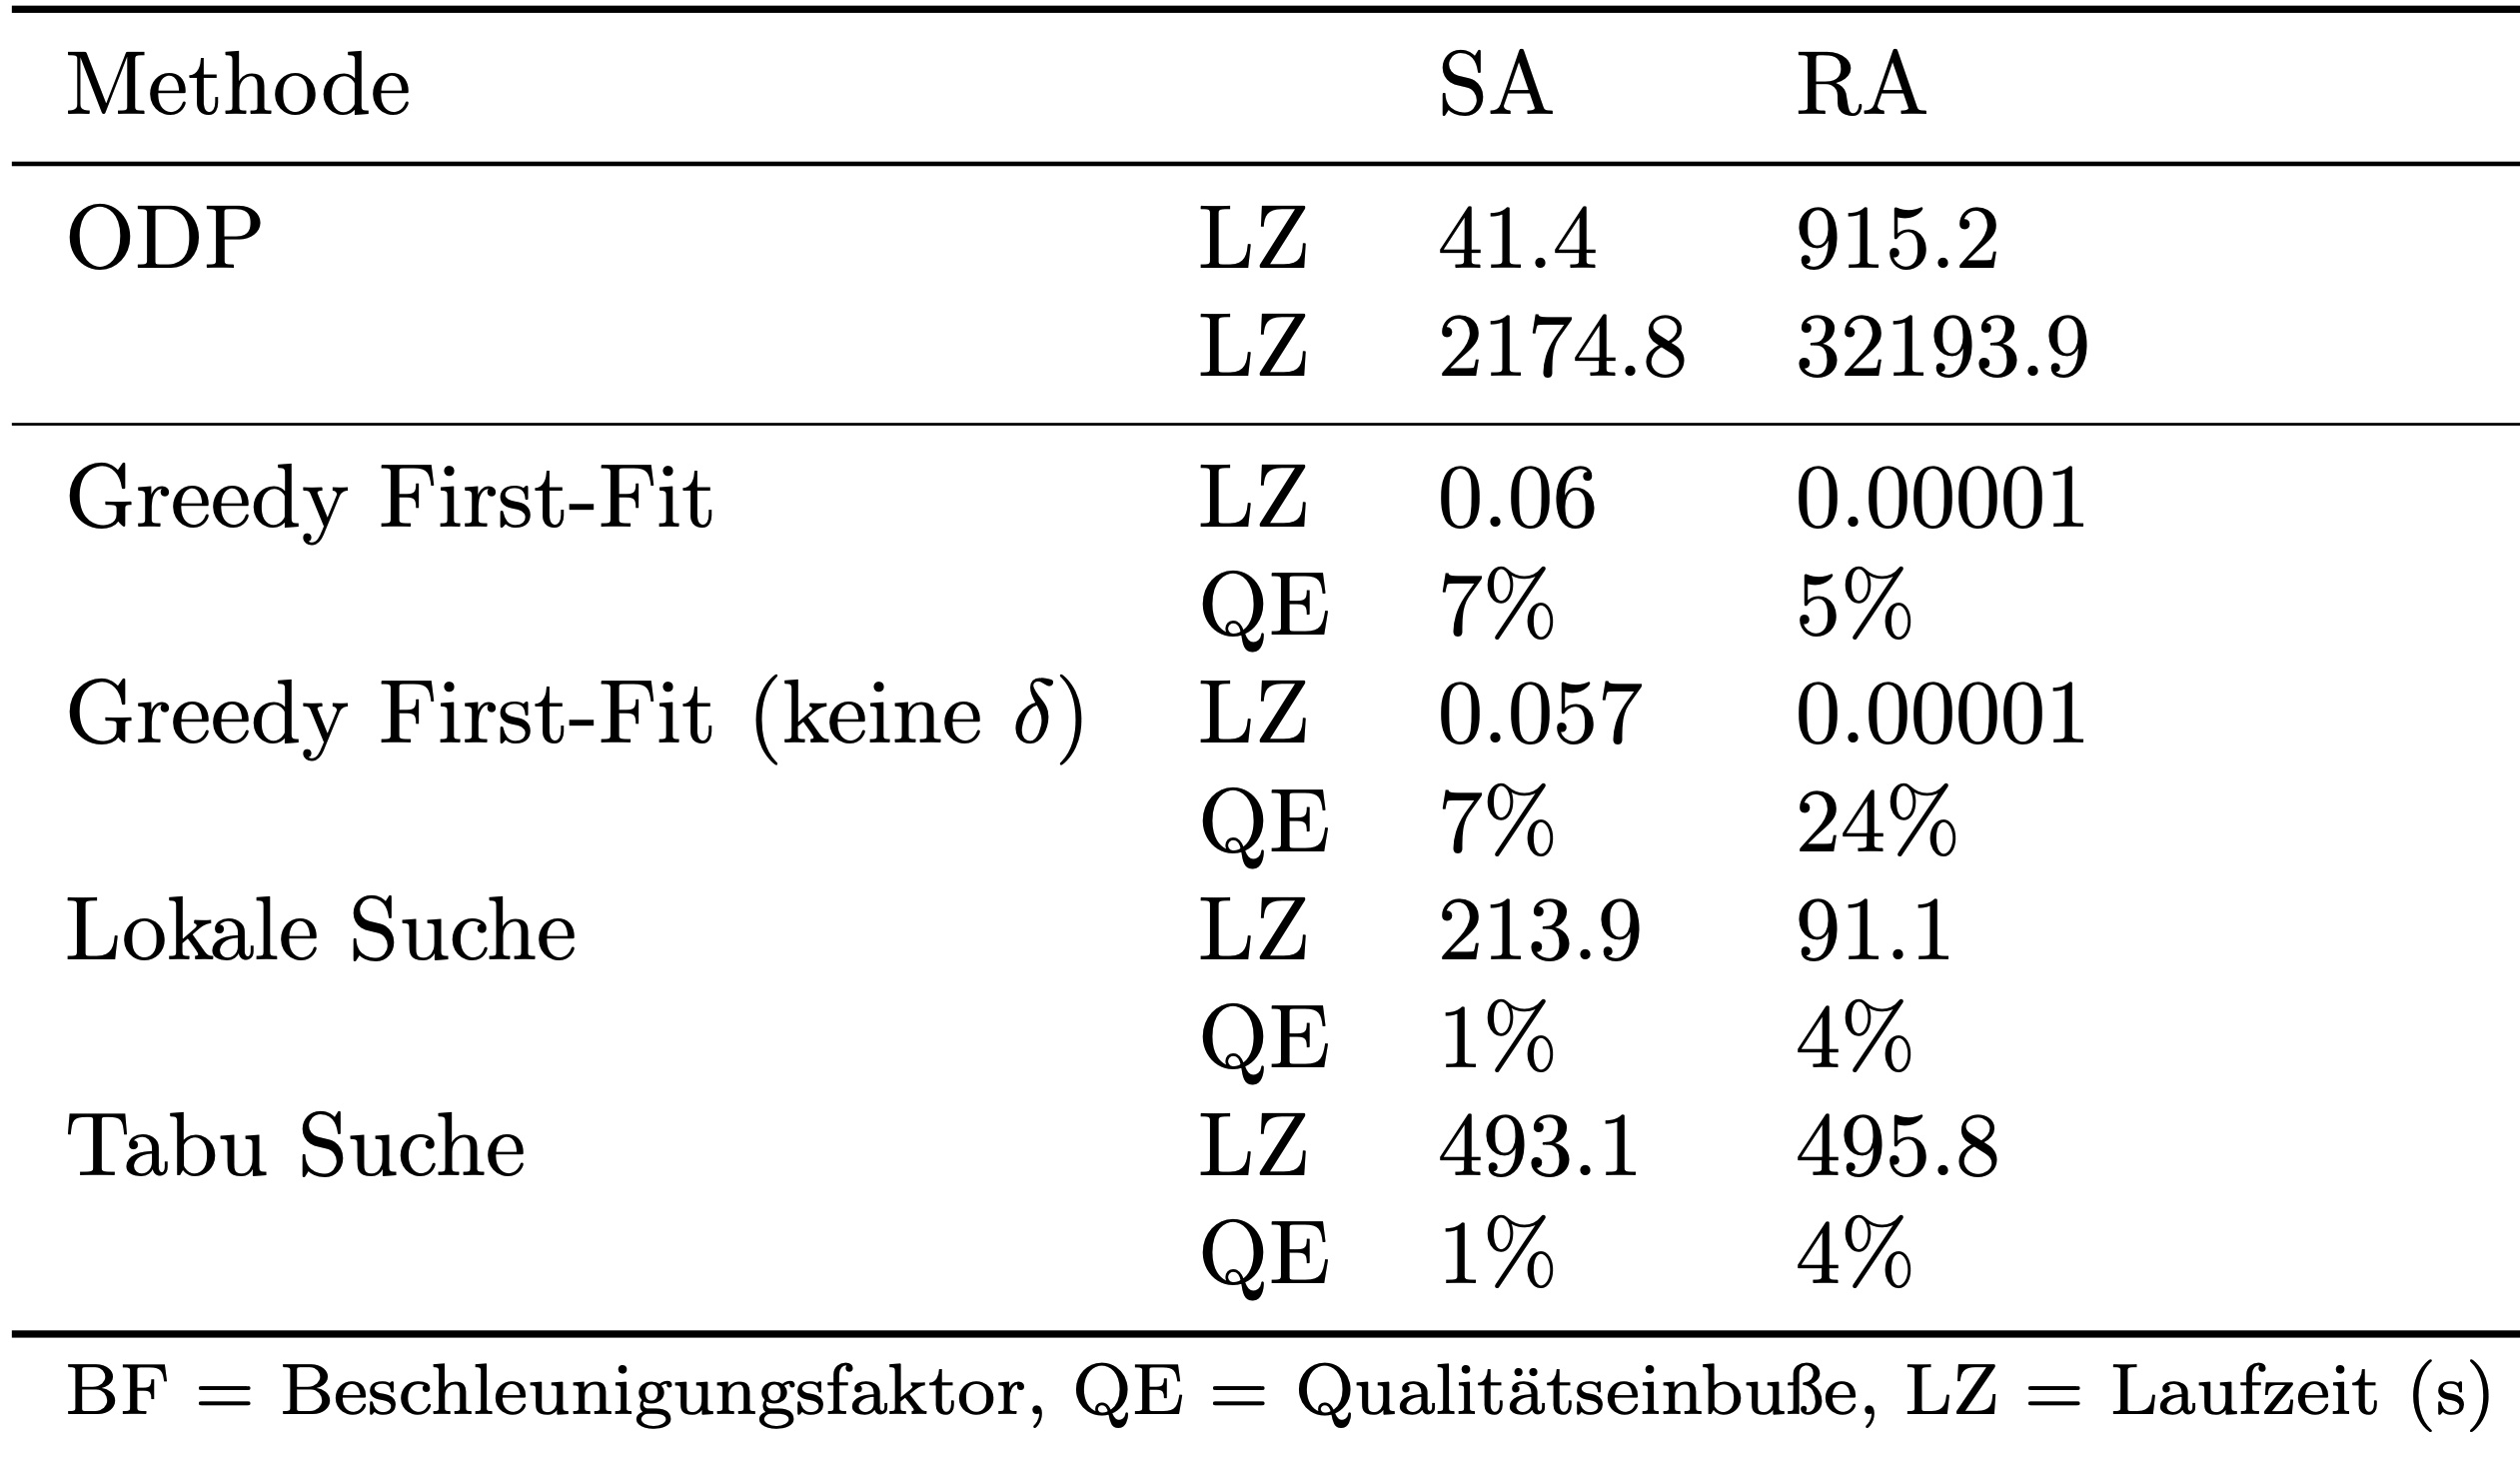 Methode SA RA
ODP LZ 41.4 915.2
LZ 2174.8 32193.9
Greedy First-Fit LZ 0.06 0.00001
QE 7% 5%
Greedy First-Fit (keine δ) LZ 0.057 0.00001
QE 7% 24%
Lokale Suche LZ 213.9 91.1
QE 1% 4%
Tabu Suche LZ 493.1 495.8
QE 1% 4%
BF = Beschleunigungsfaktor, QE = Qualitätseinbuße, LZ = Laufzeit (s)